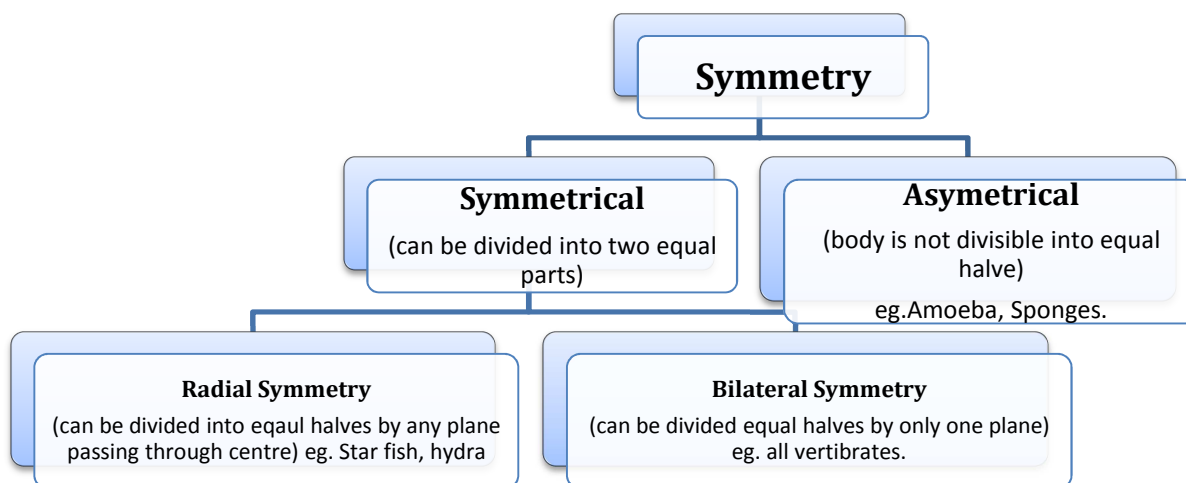 Symmetry
Symmetrical
(can be divided into two equal
parts)
Asymetrical
(body is not divisible into equal
halve)
eg.Amoeba, Sponges.
Radial Symmetry
(can be divided into eqaul halves by any plane
passing through centre) eg. Star fish, hydra
Bilateral Symmetry
(can be divided equal halves by only one plane)
eg. all vertibrates.